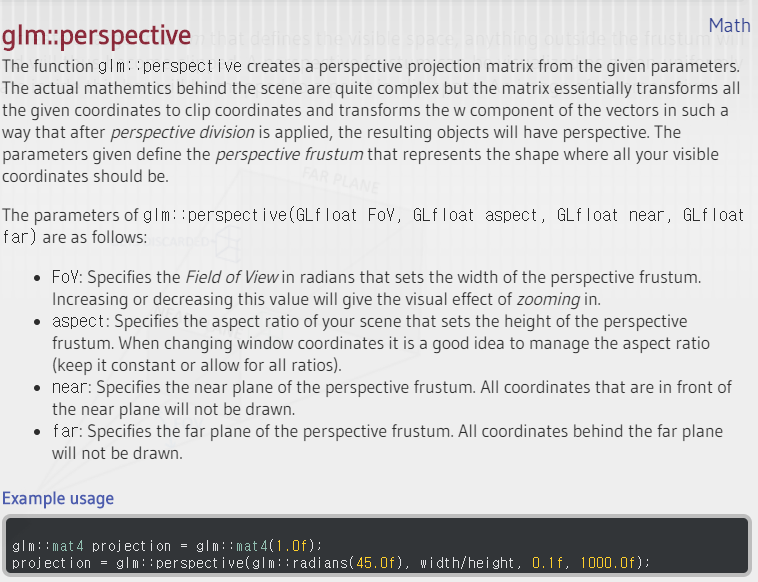 glm::perspective
Math
The function glm::perspective creates a perspective projection matrix from the given parameters.
The actual mathemtics behind the scene are quite complex but the matrix essentially transforms all
the given coordinates to clip coordinates and transforms the w component of the vectors in such a
way that after perspective division is applied, the resulting objects will have perspective. The
parameters given define the perspective frustum that represents the shape where all your visible
coordinates should be.
FAR PLANE
The parameters of glm::perspective(GLfloat FoV, GLfloat aspect, GLfloat near, GLfloat
far) are as follows:
• FoV: Specifies the Field of View in radians that sets the width of the perspective frustum.
Increasing or decreasing this value will give the visual effect of zooming in.
• aspect: Specifies the aspect ratio of your scene that sets the height of the perspective
frustum. When changing window coordinates it is a good idea to manage the aspect ratio
(keep it constant or allow for all ratios).
• near: Specifies the near plane of the perspective frustum. All coordinates that are in front of
the near plane will not be drawn.
• far: Specifies the far plane of the perspective frustum. All coordinates behind the far plane
will not be drawn.
Example usage
glm::mat4 projection = glm::mat4(1.0f);
projection = glm::perspective(glm::radians(45.0f), width/height, 0.1f, 1000.0f);